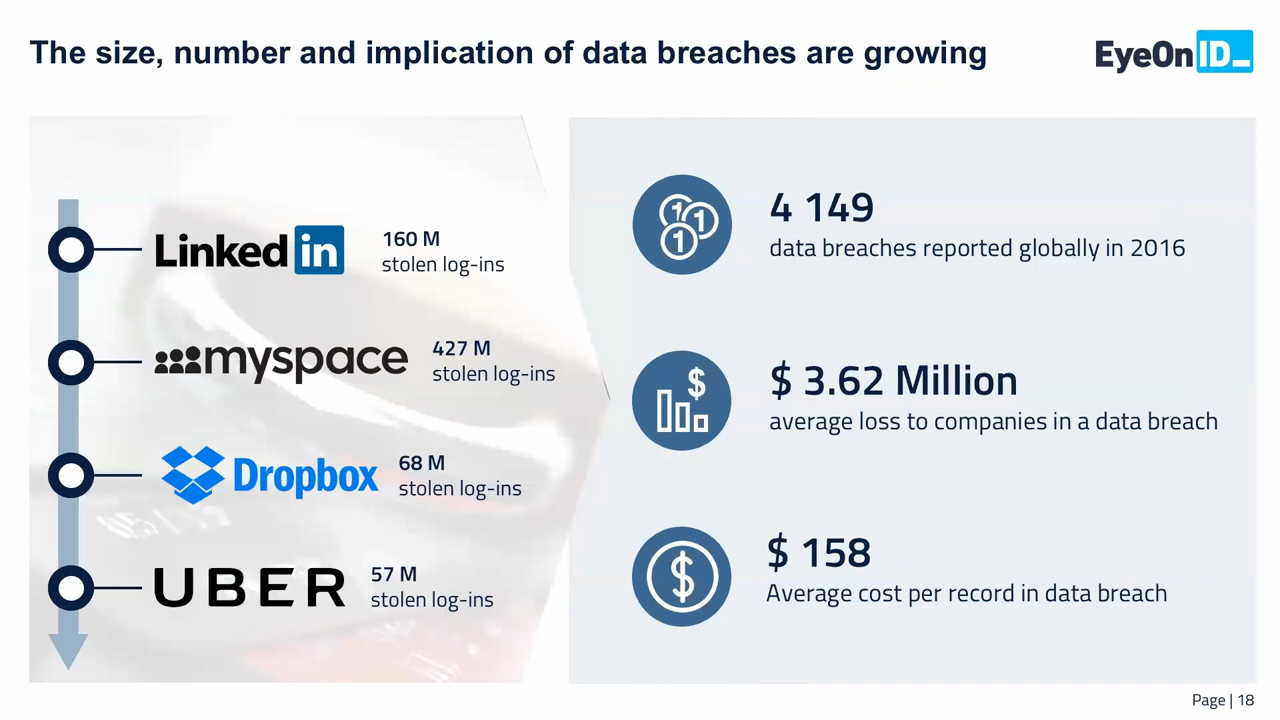 The size, number and implication of data breaches are growing
EyeOnID_
Linkedin
160 M
stolen log-ins
myspace
427 M
stolen log-ins
Dropbox
68 M
stolen log-ins
UBER
57 M
stolen log-ins
4 149
data breaches reported globally in 2016
$ 3.62 Million
average loss to companies in a data breach
$ 158
Average cost per record in data breach
Page | 18